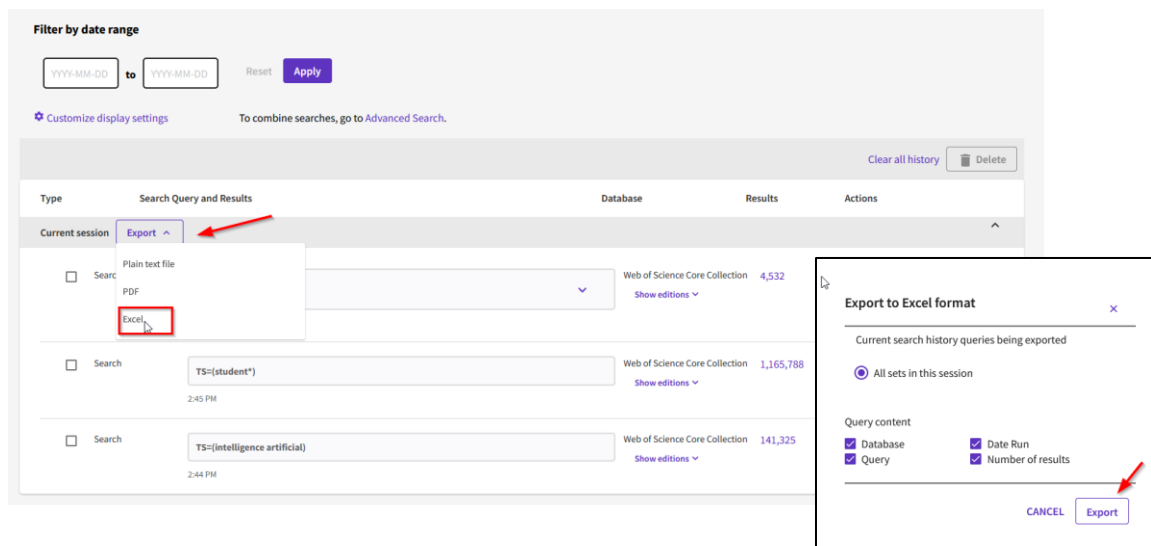 Filter by date range
YYYY-MM-DD to YYYY-MM-DD Reset Apply
Customize display settings To combine searches, go to Advanced Search.
Clear all history Delete
Type Search Query and Results Database Results Actions
Current session Export
Plain text file
PDF
Excel
Searc
Web of Science Core Collection 4,532
Show editions
Search TS=(student*) Web of Science Core Collection 1,165,788
Show editions
2:45 PM
Search TS=(intelligence artificial) Web of Science Core Collection 141,325
Show editions
2:44 PM
Export to Excel format
Current search history queries being exported
All sets in this session
Query content
Database Date Run
Query Number of results
CANCEL Export